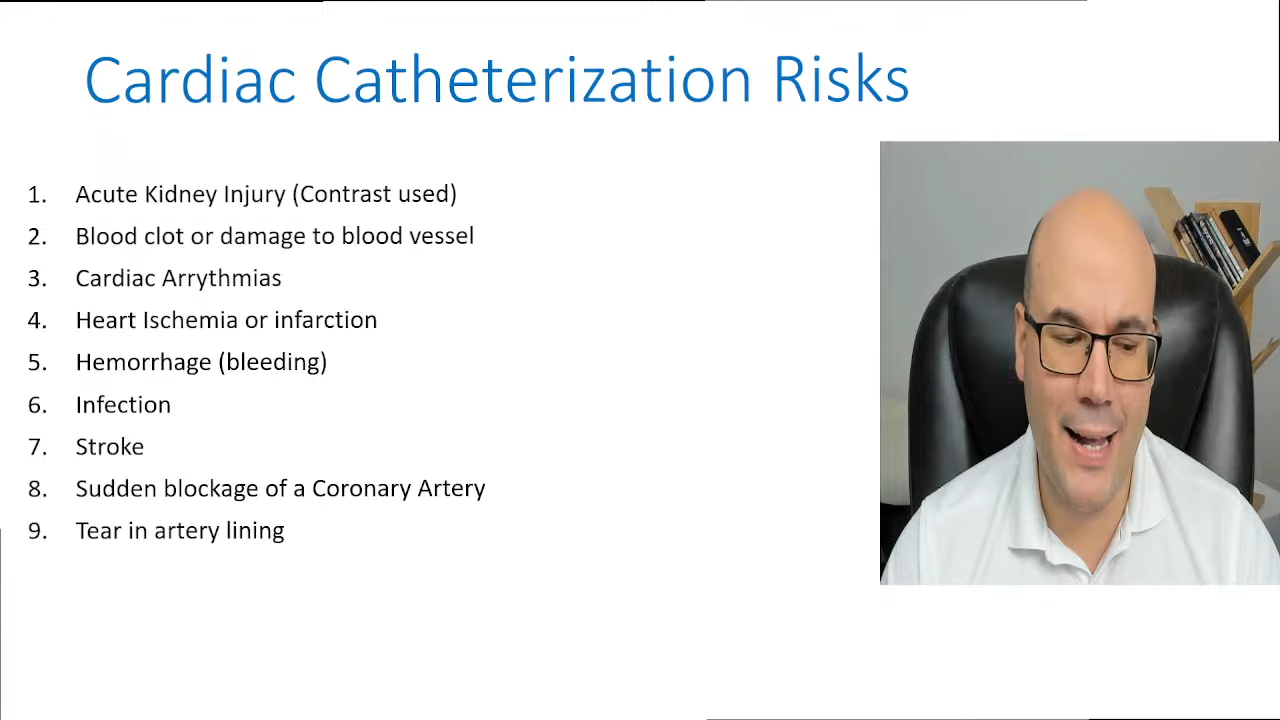 Cardiac Catheterization Risks
1. Acute Kidney Injury (Contrast used)
2. Blood clot or damage to blood vessel
3. Cardiac Arrythmias
4. Heart Ischemia or infarction
5. Hemorrhage (bleeding)
6. Infection
7. Stroke
8. Sudden blockage of a Coronary Artery
9. Tear in artery lining